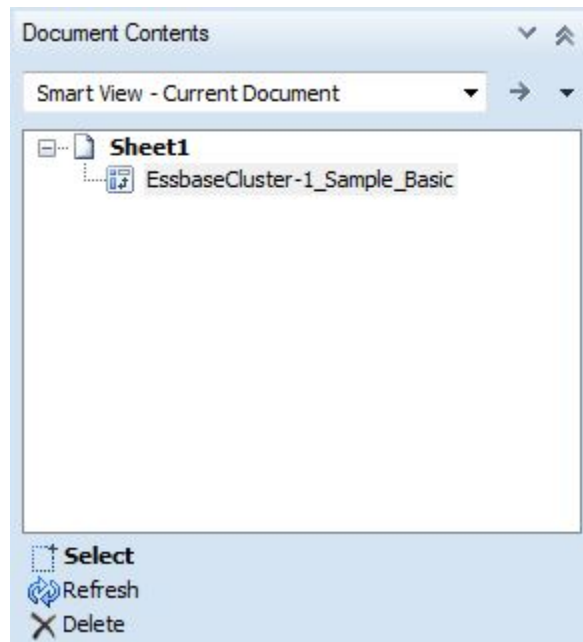 Document Contents
Smart View - Current Document
Sheet1
EssbaseCluster-1_Sample_Basic
Select
Refresh
Delete